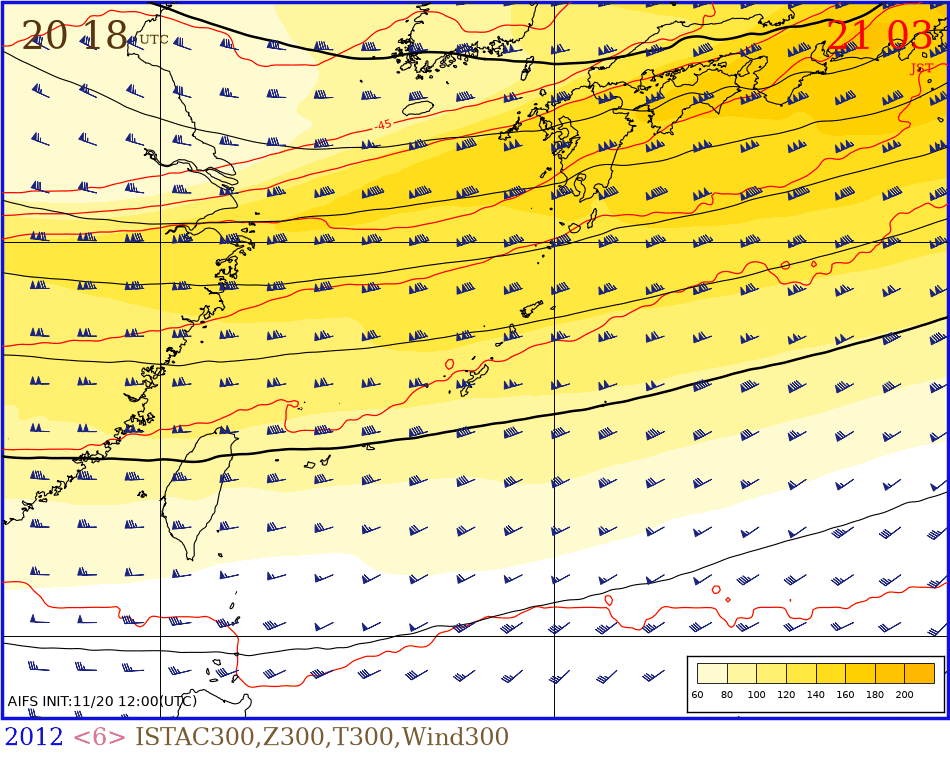 20 18 UTC
21 03 JST
-45
60 80 100 120 140 160 180 200
AIFS INIT:11/20 12:00(UTC)
2012 <6> ISTAC300,Z300,T300,Wind300